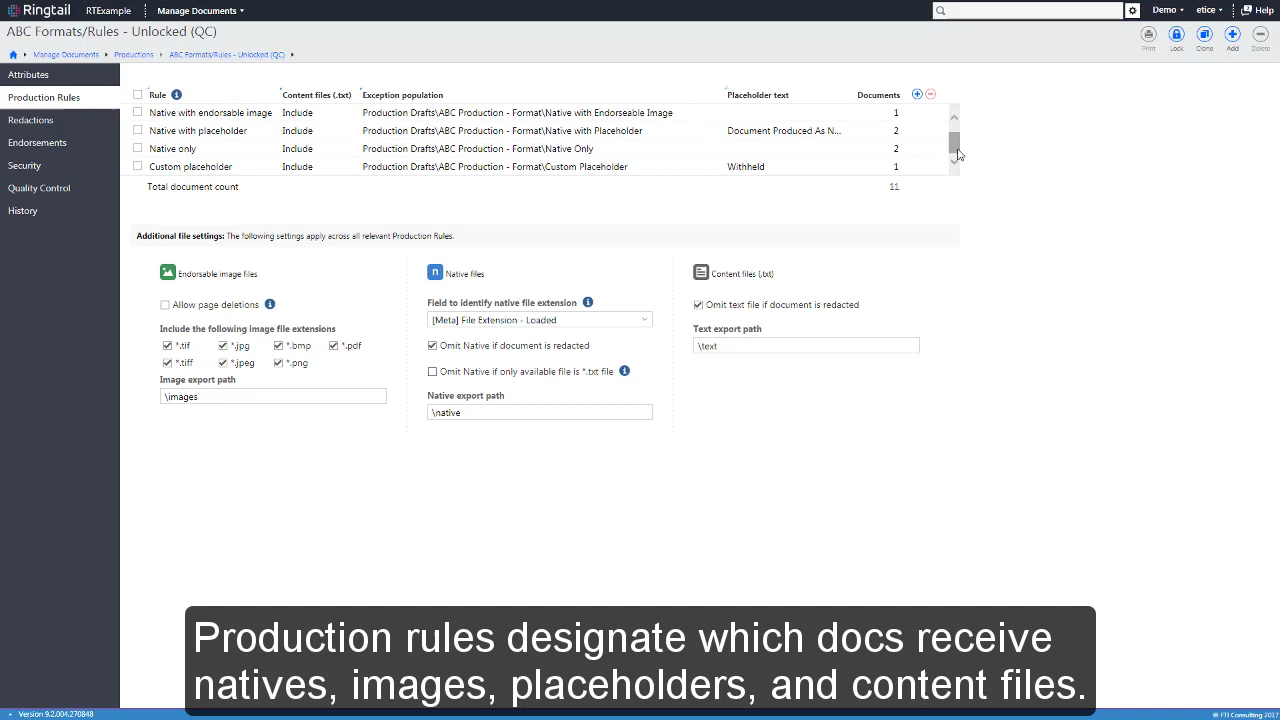 Ringtail RTExample Manage Documents Demo etice Help
ABC Formats/Rules - Unlocked (QC)
Manage Documents Productions ABC Formats/Rules - Unlocked (QC)
Print Lock Clone Add Delete
Attributes
Production Rules
Redactions
Endorsements
Security
Quality Control
History
Rule Content files (.txt) Exception population Placeholder text Documents
Native with endorsable image Include Production Drafts\ABC Production - Format\Native with Endorseable Image 1
Native with placeholder Include Production Drafts\ABC Production - Format\Native with Placeholder Document Produced As N... 2
Native only Include Production Drafts\ABC Production - Format\Native Only 2
Custom placeholder Include Production Drafts\ABC Production - Format\Custom Placeholder Withheld 1
Total document count 11
Additional file settings: The following settings apply across all relevant Production Rules.
Endorsable image files
Allow page deletions
Include the following image file extensions
*.tif *.jpg *.bmp *.pdf
*.tiff *.jpeg *.png
Image export path
\images
n Native files
Field to identify native file extension
[Meta] File Extension - Loaded
Omit Native if document is redacted
Omit Native if only available file is *.txt file
Native export path
\native
Content files (.txt)
Omit text file if document is redacted
Text export path
\text
Production rules designate which docs receive
natives, images, placeholders, and content files.
Version 9.2.004.270848 © FTI Consulting 2017